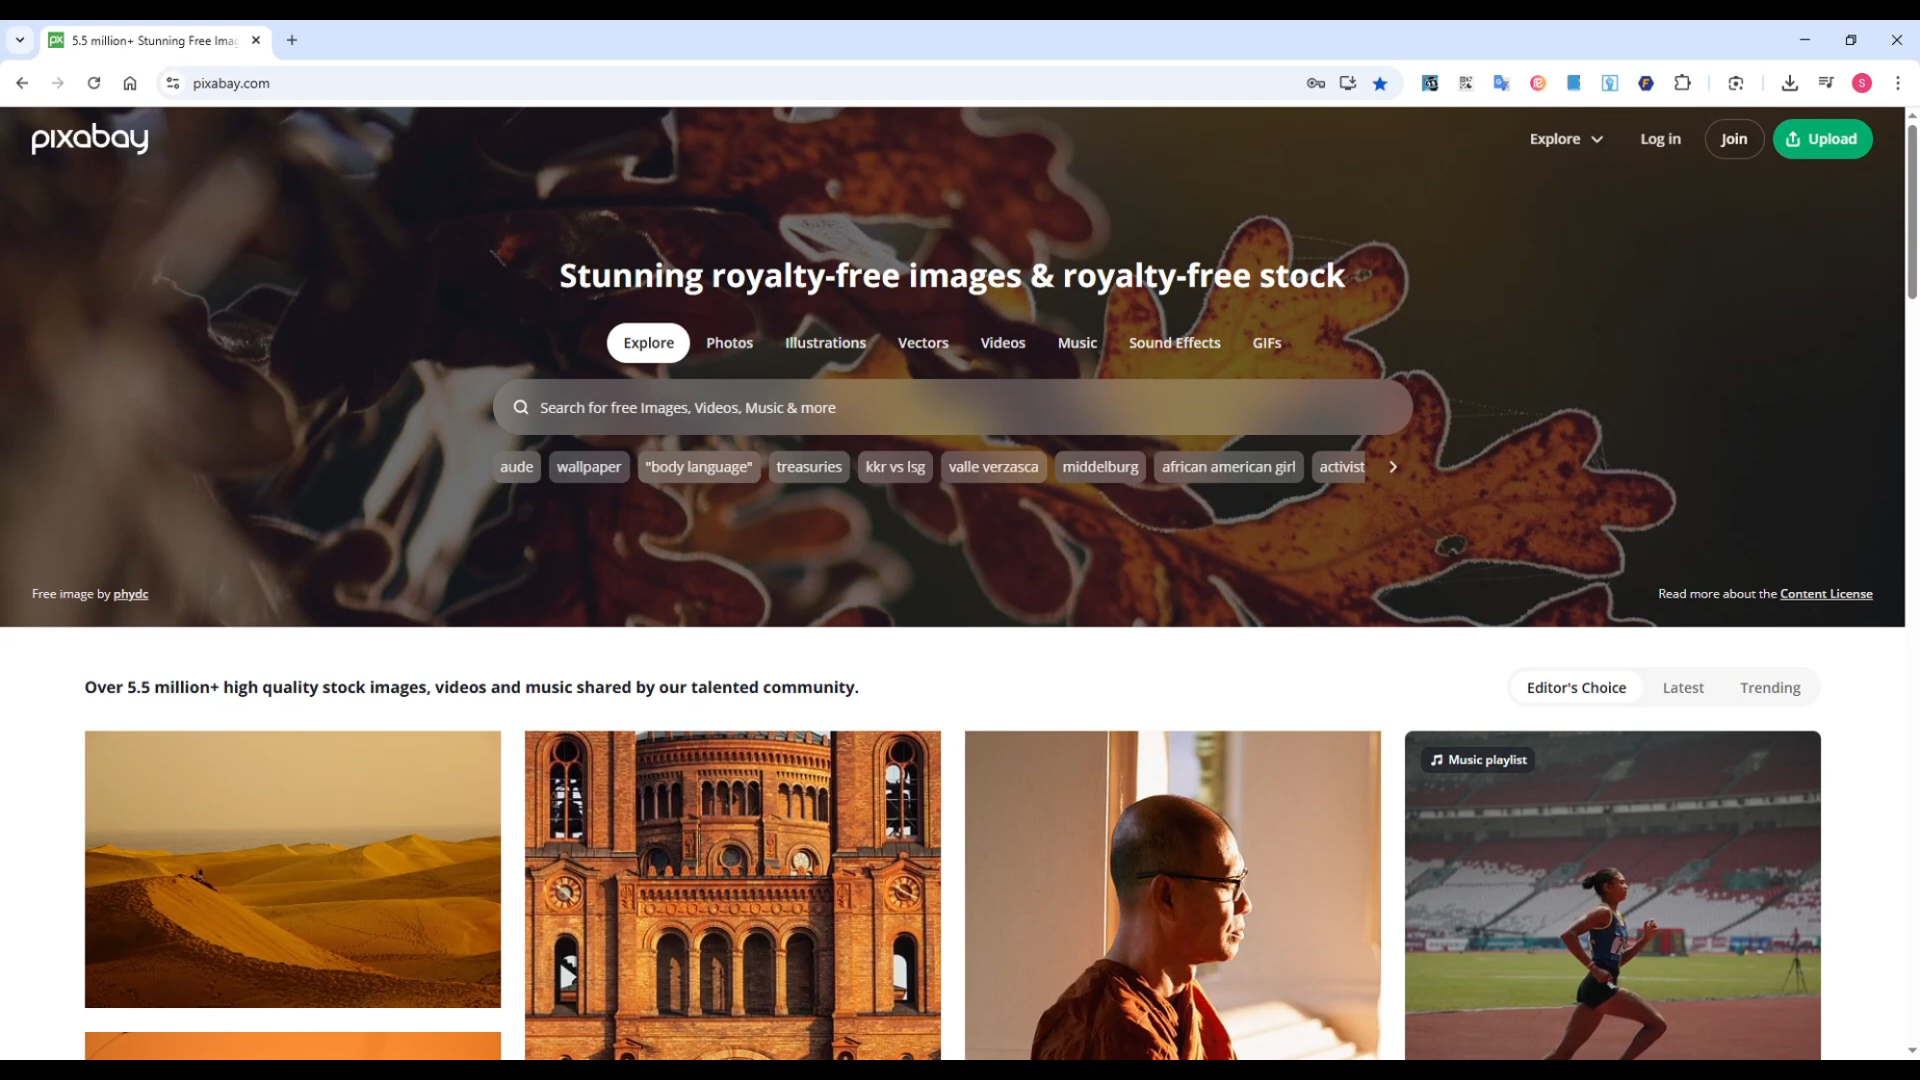 5.5 million+ Stunning Free Imag
pixabay.com
S
pixabay
Explore
Log in
Join
Upload
Stunning royalty-free images & royalty-free stock
Explore
Photos
Illustrations
Vectors
Videos
Music
Sound Effects
GIFs
Search for free Images, Videos, Music & more
aude
wallpaper
"body language"
treasuries
kkr vs lsg
valle verzasca
middelburg
african american girl
activist
Free image by phydc
Read more about the Content License
Over 5.5 million+ high quality stock images, videos and music shared by our talented community.
Editor's Choice
Latest
Trending
Music playlist